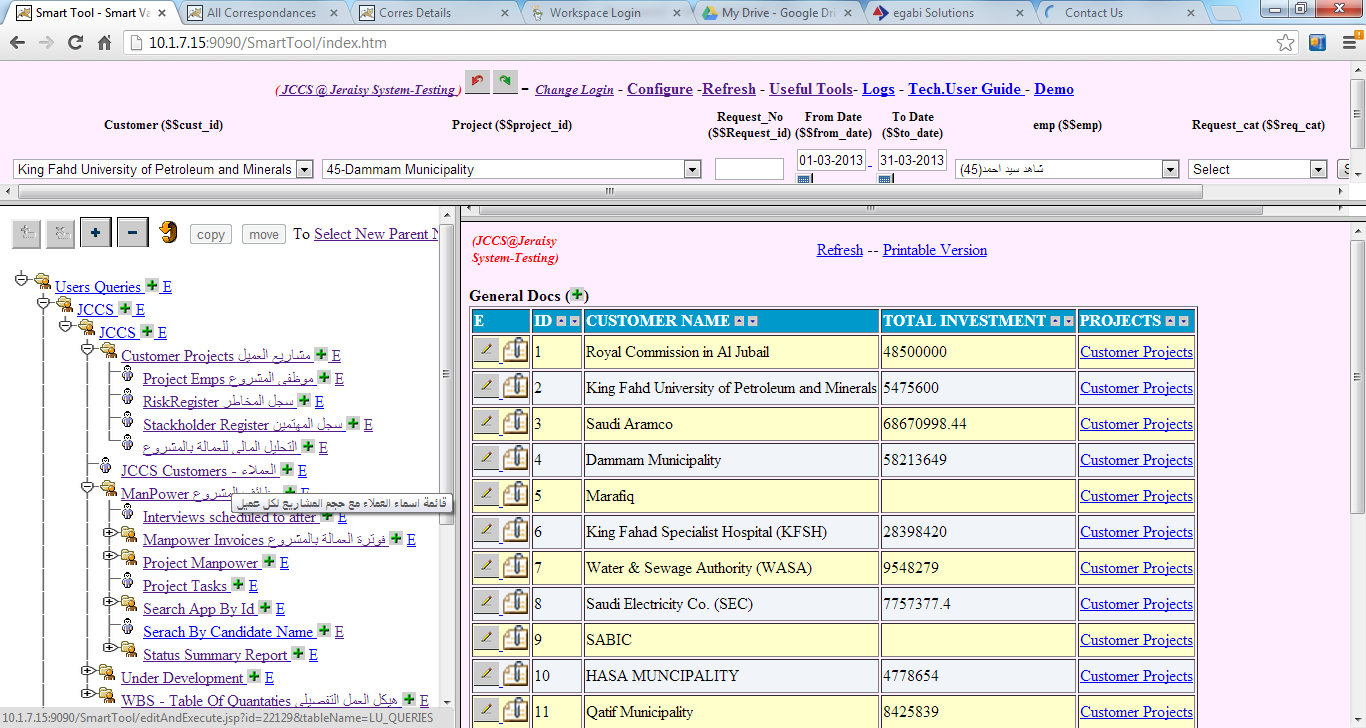 Smart Tool - Smart Va
All Correspondances
Corres Details
Workspace Login
My Drive - Google Dri
egabi Solutions
Contact Us
10.1.7.15:9090/SmartTool/index.htm
( JCCS @ Jeraisy System-Testing ) - Change Login - Configure -Refresh - Useful Tools- Logs - Tech.User Guide - Demo
Customer ($$cust_id)
Project ($$project_id)
Request_No ($$Request_id)
From Date ($$from_date)
To Date ($$to_date)
emp ($$emp)
Request_cat ($$req_cat)
King Fahd University of Petroleum and Minerals
45-Dammam Municipality
01-03-2013 - 31-03-2013
شاهد سيد احمد(45)
Select
copy move To Select New Parent N
Users Queries E
JCCS E
JCCS E
Customer Projects مشاريع العميل E
Project Emps موظفى المشروع E
RiskRegister سجل المخاطر E
Stackholder Register سجل المهتمين E
التحليل المالى للعمالة بالمشروع E
JCCS Customers - العملاء E
ManPower وظائف المشروع E
قائمة اسماء العملاء مع حجم المشاريع لكل عميل
Interviews scheduled to after E
Manpower Invoices فوترة العمالة بالمشروع E
Project Manpower E
Project Tasks E
Search App By Id E
Serach By Candidate Name E
Status Summary Report E
Under Development E
WBS - Table Of Quantaties هيكل العمل التفصيلى E
10.1.7.15:9090/SmartTool/editAndExecute.jsp?id=22129&tableName=LU_QUERIES
(JCCS@Jeraisy
System-Testing)
Refresh -- Printable Version
General Docs ( )
E ID CUSTOMER NAME TOTAL INVESTMENT PROJECTS
1 Royal Commission in Al Jubail 48500000 Customer Projects
2 King Fahd University of Petroleum and Minerals 5475600 Customer Projects
3 Saudi Aramco 68670998.44 Customer Projects
4 Dammam Municipality 58213649 Customer Projects
5 Marafiq Customer Projects
6 King Fahad Specialist Hospital (KFSH) 28398420 Customer Projects
7 Water & Sewage Authority (WASA) 9548279 Customer Projects
8 Saudi Electricity Co. (SEC) 7757377.4 Customer Projects
9 SABIC Customer Projects
10 HASA MUNCIPALITY 4778654 Customer Projects
11 Qatif Municipality 8425839 Customer Projects